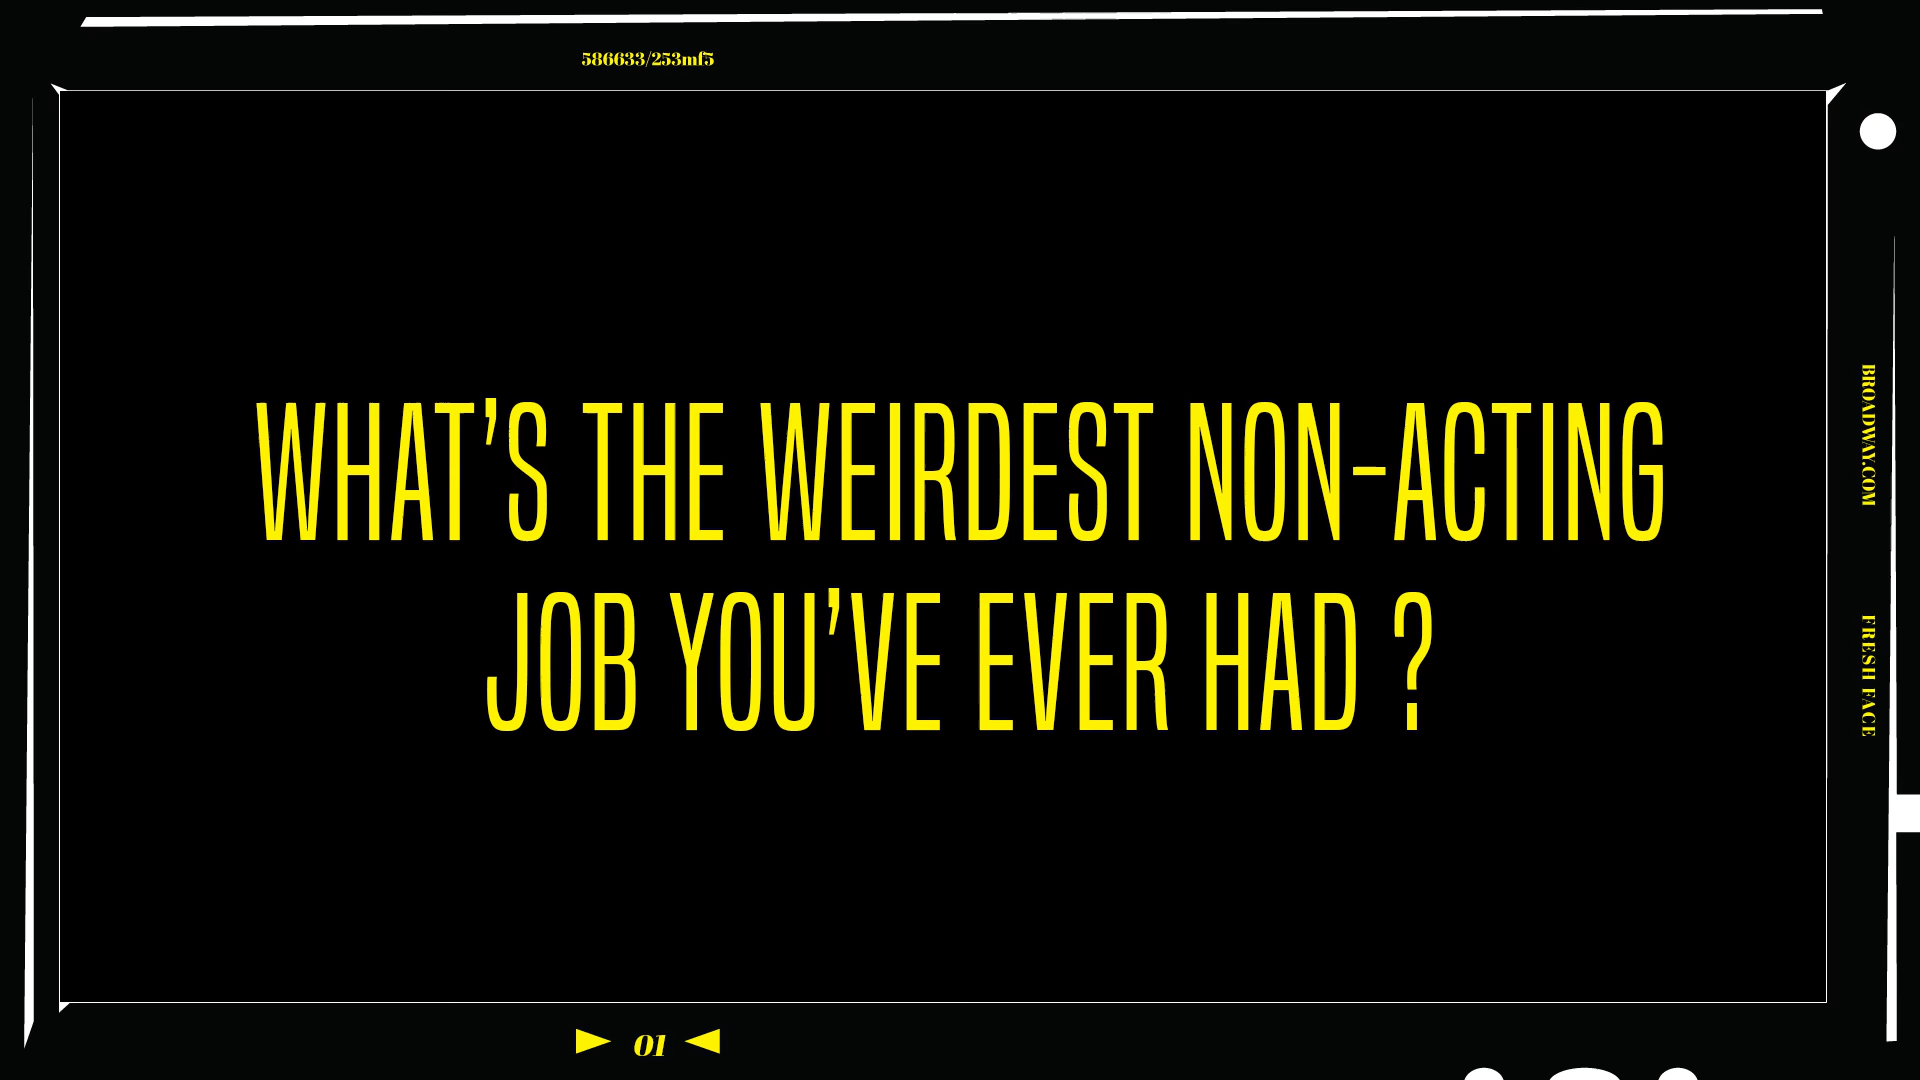 586633/253mf5
WHAT’S THE WEIRDEST NON-ACTING
JOB YOU’VE EVER HAD ?
BROADWAY.COM
FRESH FACE
01